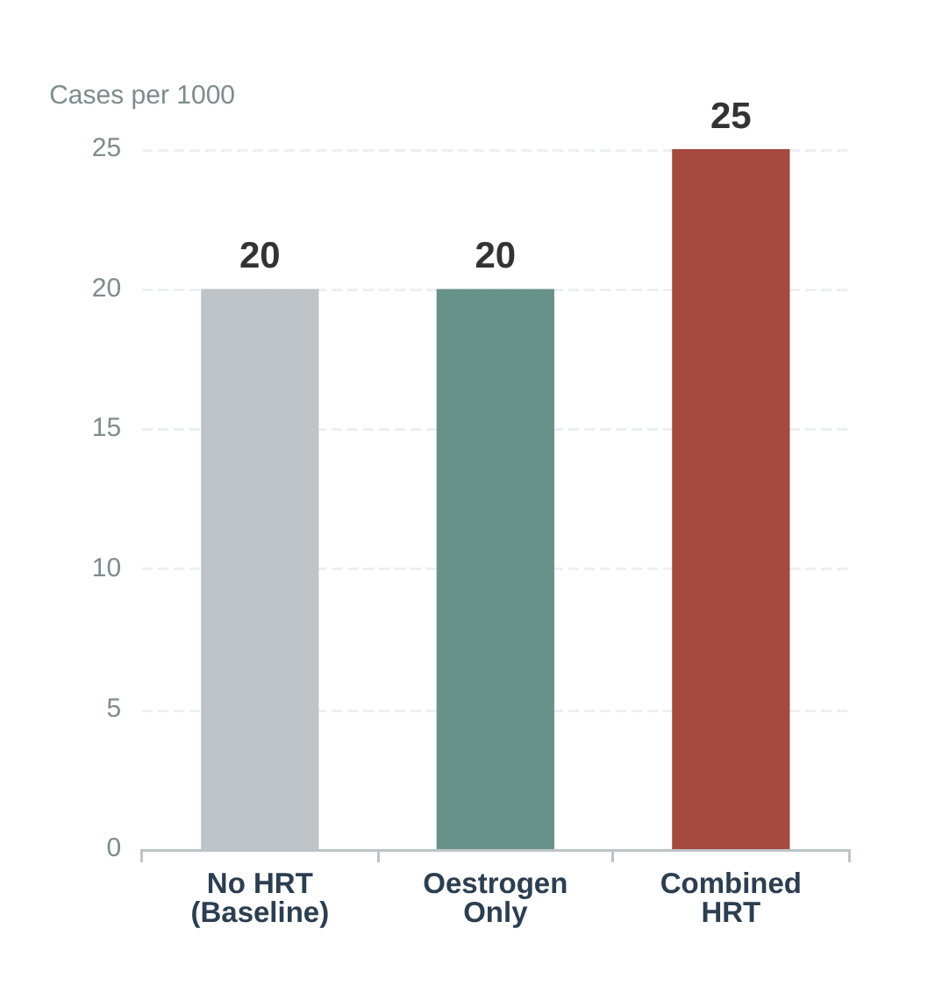 Cases per 1000
25
25
20
20
20
15
10
5
0
No HRT
(Baseline)
Oestrogen
Only
Combined
HRT